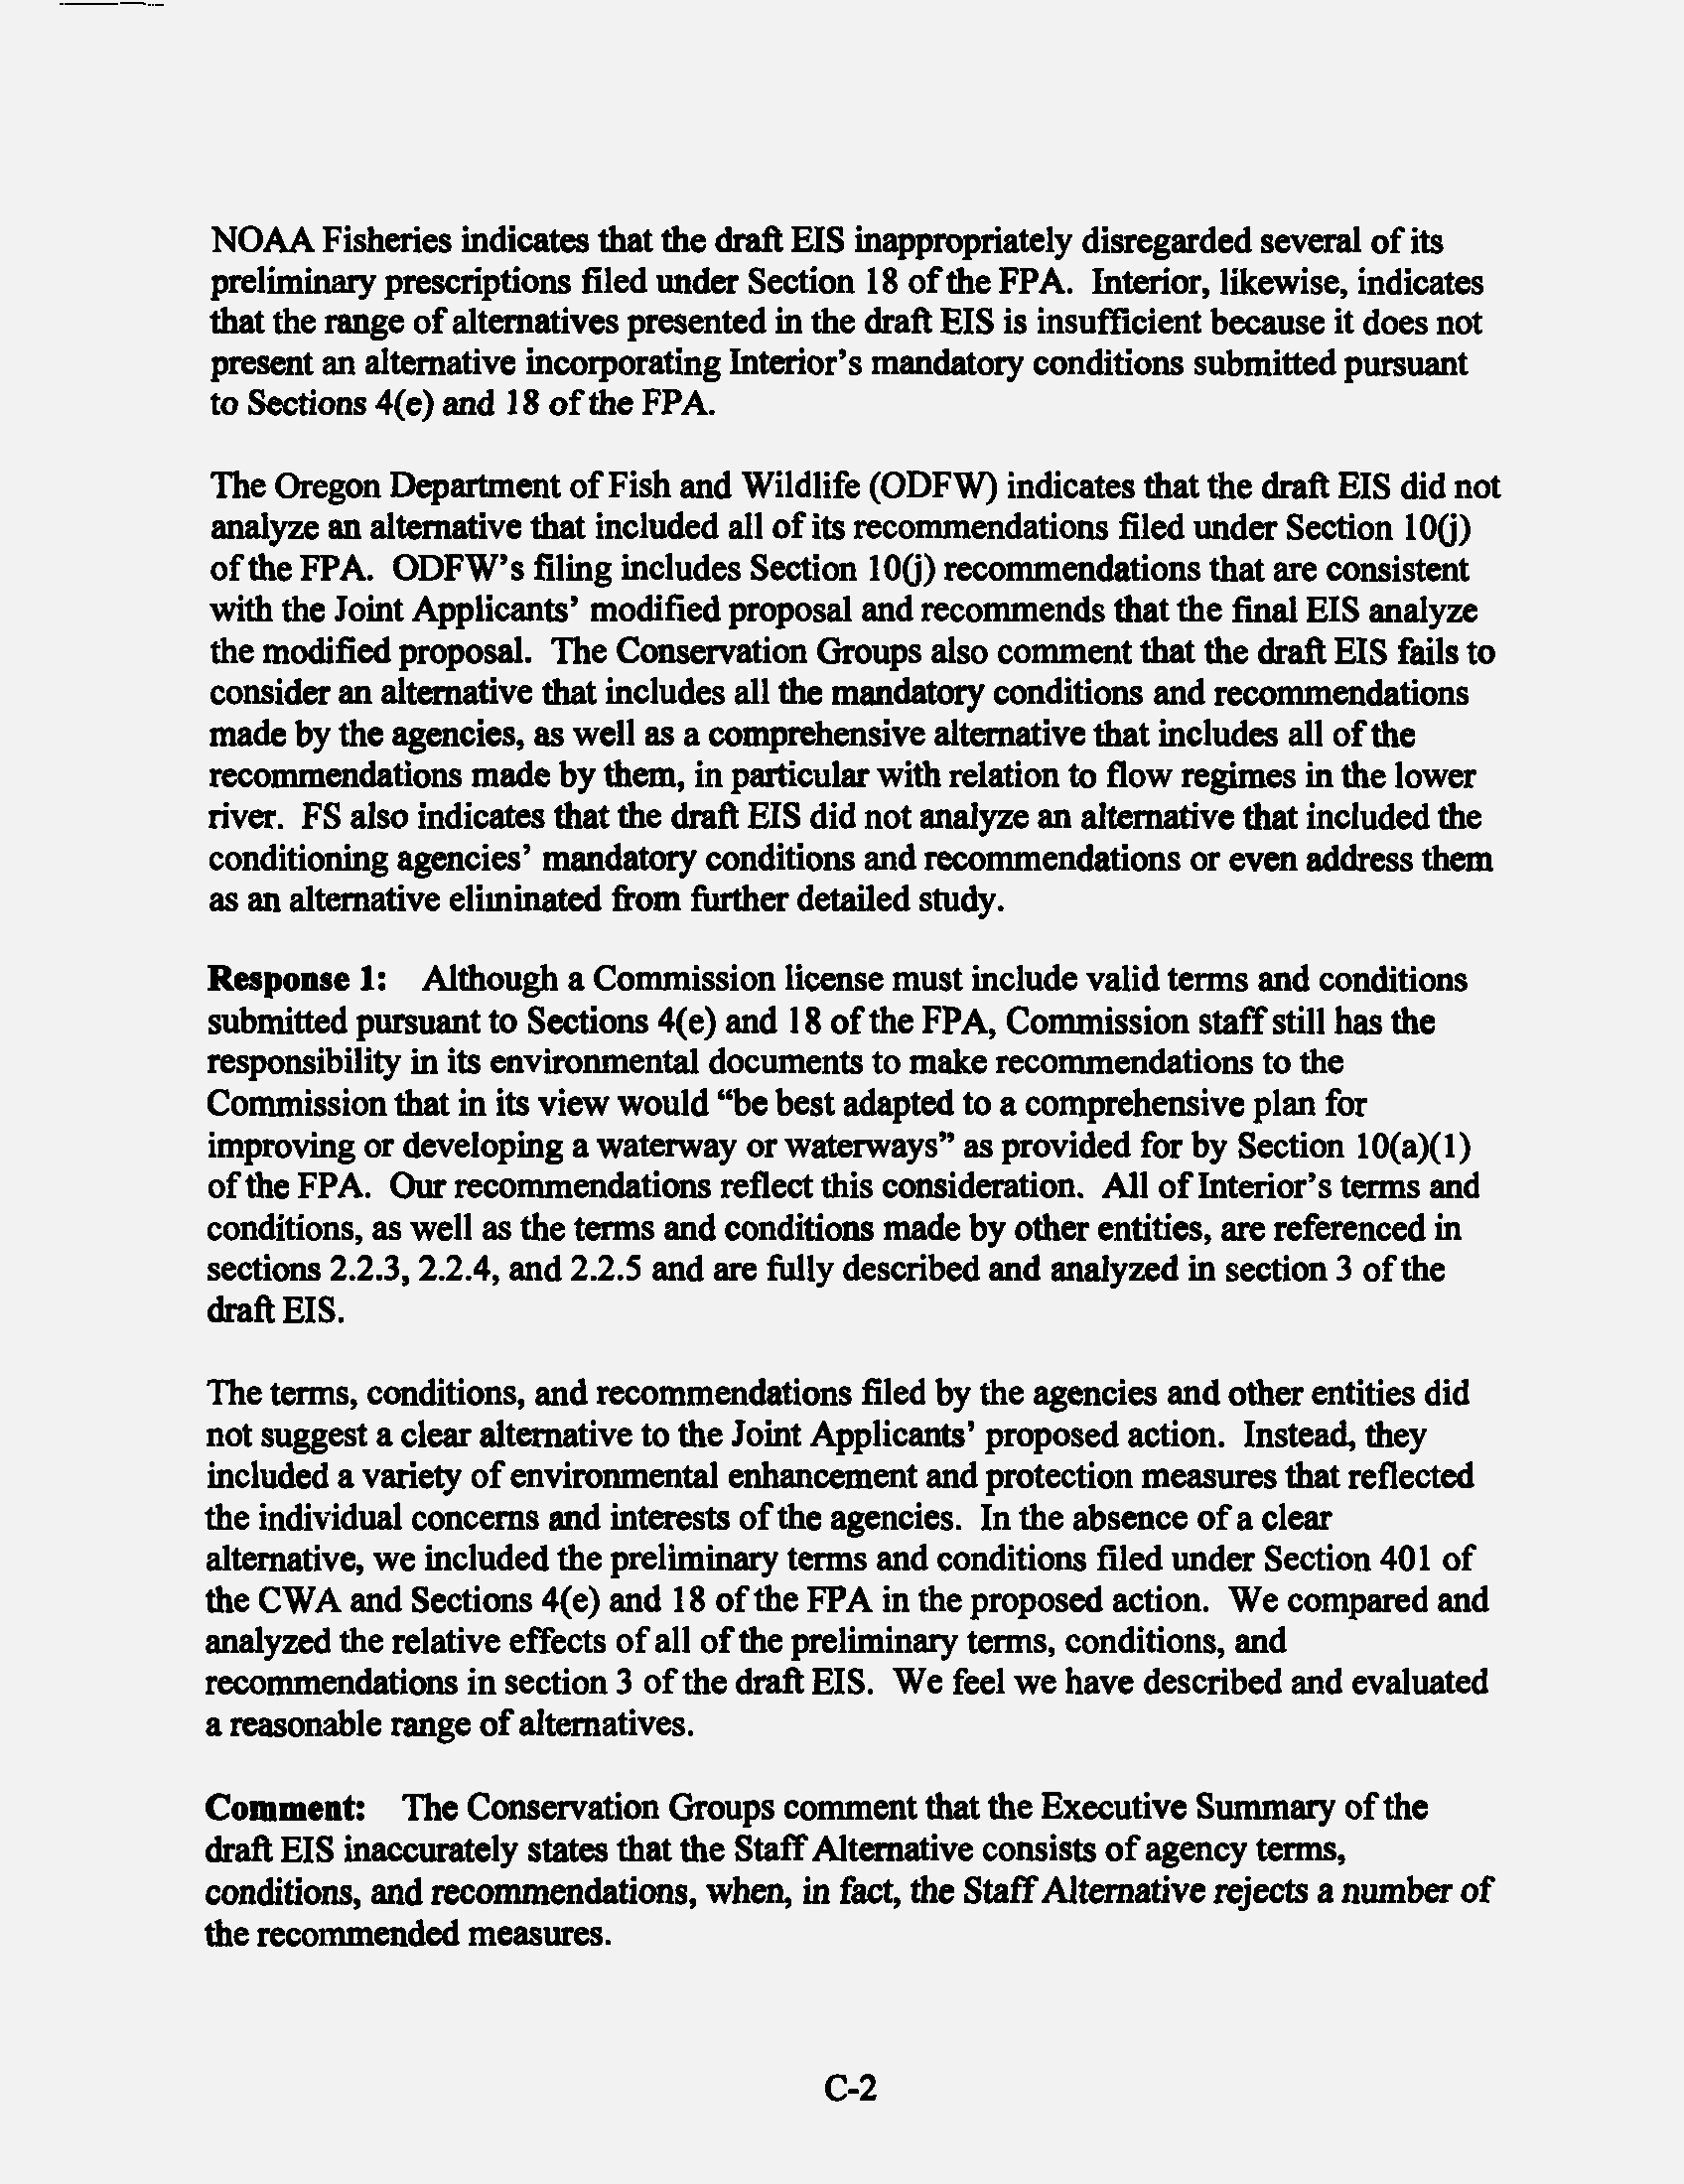 NOAA Fisheries indicates that the draft EIS inappropriately disregarded several of its
preliminary prescriptions filed under Section 18 of the FPA.  Interior, likewise, indicates
that the range of alternatives presented in the draft EIS is insufficient because it does not
present an alternative incorporating Interior's mandatory conditions submitted pursuant
to Sections 4(e) and 18 of the FPA.
The Oregon Department of Fish and Wildlife (ODFW) indicates that the draft EIS did not
analyze an alternative that included all of its recommendations filed under Section 10(j)
of the FPA.  ODFW's filing includes Section 10(j) recommendations that are consistent
with the Joint Applicants' modified proposal and recommends that the final EIS analyze
the modified proposal.  The Conservation Groups also comment that the draft EIS fails to
consider an alternative that includes all the mandatory conditions and recommendations
made by the agencies, as well as a comprehensive alternative that includes all of the
recommendations made by them, in particular with relation to flow regimes in the lower
river.  FS also indicates that the draft EIS did not analyze an alternative that included the
conditioning agencies' mandatory conditions and recommendations or even address them
as an alternative eliminated from further detailed study.
Response 1:   Although a Commission license must include valid terms and conditions
submitted pursuant to Sections 4(e) and 18 of the FPA, Commission staff still has the
responsibility in its environmental documents to make recommendations to the
Commission that in its view would “be best adapted to a comprehensive plan for
improving or developing a waterway or waterways” as provided for by Section 10(a)(1)
of the FPA.  Our recommendations reflect this consideration.  All of Interior's terms and
conditions, as well as the terms and conditions made by other entities, are referenced in
sections 2.2.3, 2.2.4, and 2.2.5 and are fully described and analyzed in section 3 of the
draft EIS.
The terms, conditions, and recommendations filed by the agencies and other entities did
not suggest a clear alternative to the Joint Applicants' proposed action.  Instead, they
included a variety of environmental enhancement and protection measures that reflected
the individual concerns and interests of the agencies.  In the absence of a clear
alternative, we included the preliminary terms and conditions filed under Section 401 of
the CWA and Sections 4(e) and 18 of the FPA in the proposed action.  We compared and
analyzed the relative effects of all of the preliminary terms, conditions, and
recommendations in section 3 of the draft EIS.  We feel we have described and evaluated
a reasonable range of alternatives.
Comment:   The Conservation Groups comment that the Executive Summary of the
draft EIS inaccurately states that the Staff Alternative consists of agency terms,
conditions, and recommendations, when, in fact, the Staff Alternative rejects a number of
the recommended measures.
C-2